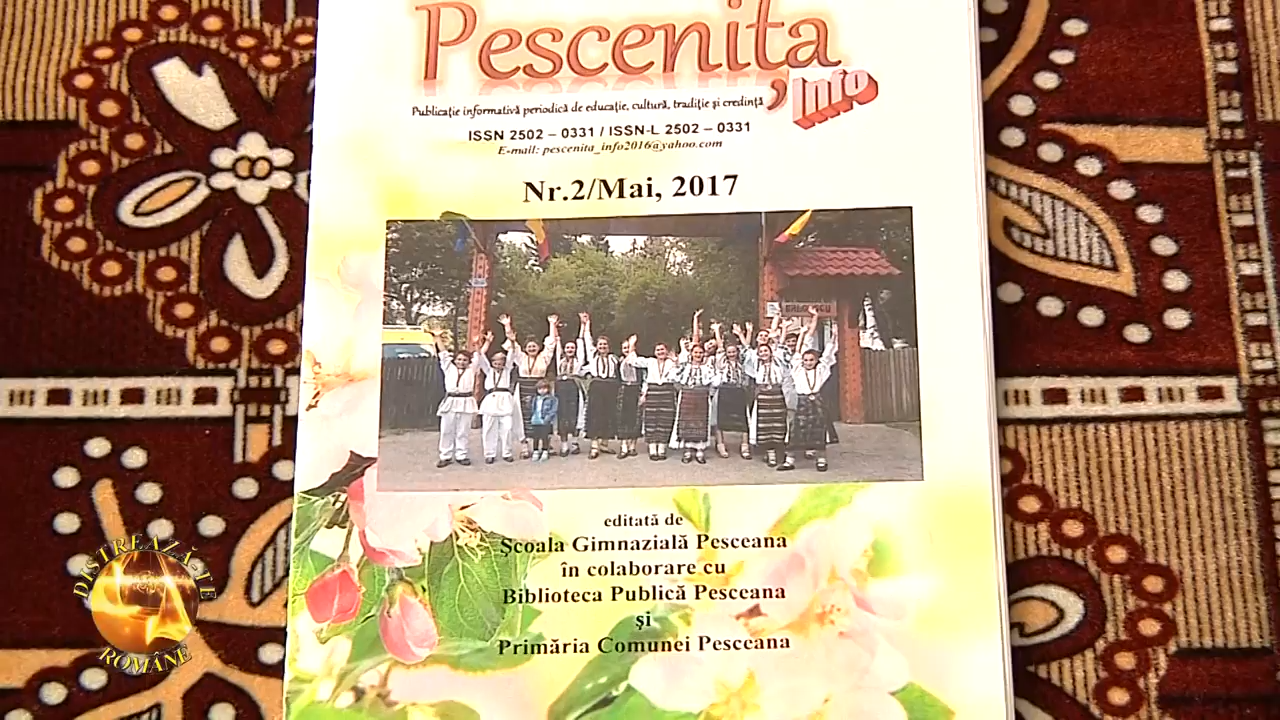 Pescenița
Info
Publicație informativă periodică de educație, cultură, tradiție și credință
ISSN 2502 – 0331 / ISSN-L 2502 – 0331
E-mail: pescenita_info2016@yahoo.com
Nr.2/Mai, 2017
editată de
Şcoala Gimnazială Pesceana
în colaborare cu
Biblioteca Publică Pesceana
şi
Primăria Comunei Pesceana
DISTREAZĂ-TE
ROMÂNE